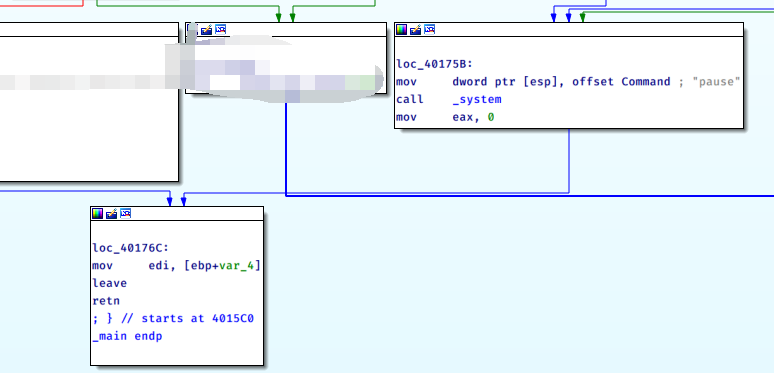 loc_40175B:
mov dword ptr [esp], offset Command ; "pause"
call _system
mov eax, 0
loc_40176C:
mov edi, [ebp+var_4]
leave
retn
; } // starts at 4015C0
_main endp